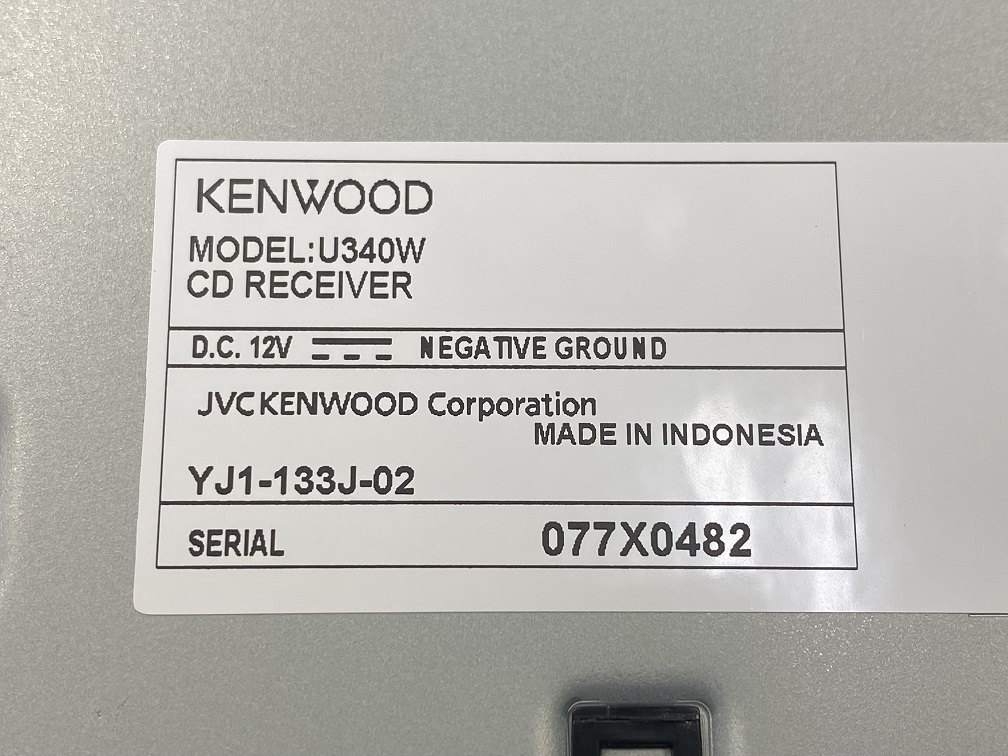 KENWOOD
MODEL:U340W
CD RECEIVER
D.C. 12V NEGATIVE GROUND
JVCKENWOOD Corporation
MADE IN INDONESIA
YJ1-133J-02
SERIAL 077X0482